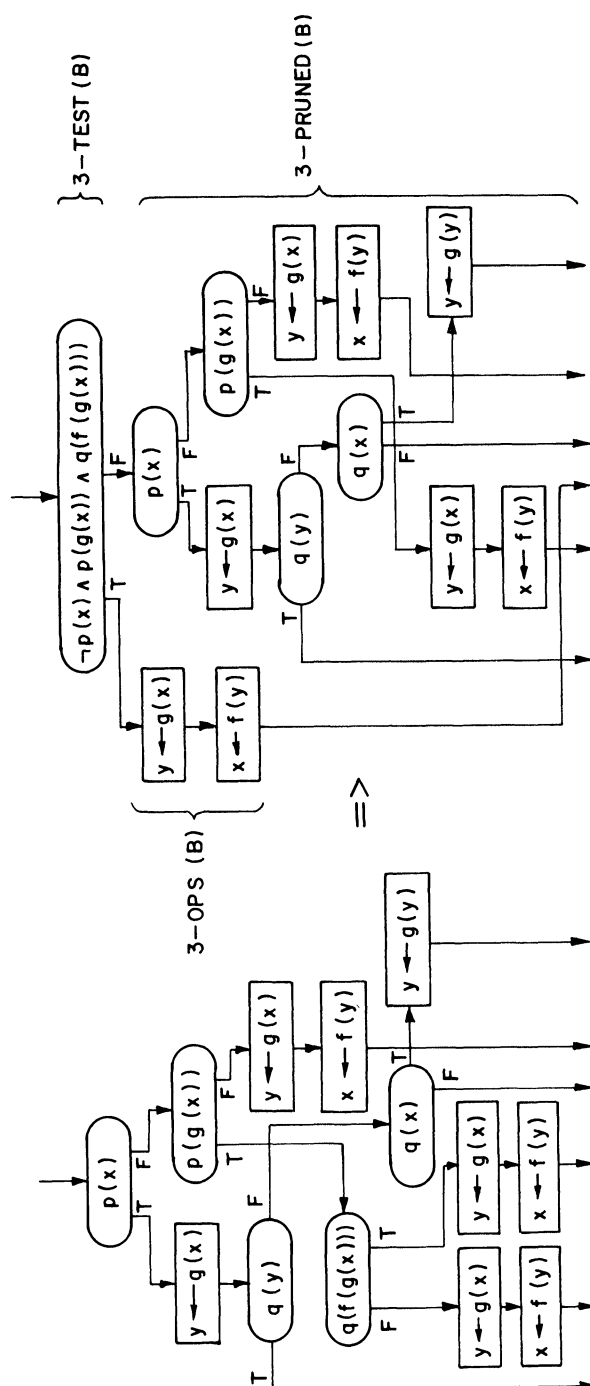 p(x)
T
F
y ← g(x)
p(g(x))
T
F
q(y)
T
F
y ← g(x)
x ← f(y)
q(f(g(x)))
F
T
q(x)
T
F
y ← g(y)
y ← g(x)
x ← f(y)
y ← g(x)
x ← f(y)
=>
3-OPS (B)
3-TEST (B)
3-PRUNED (B)
¬p(x) ∧ p(g(x)) ∧ q(f(g(x)))
T
F
y ← g(x)
x ← f(y)
p(x)
T
F
y ← g(x)
p(g(x))
T
F
q(y)
T
F
y ← g(x)
x ← f(y)
q(x)
F
T
y ← g(y)
y ← g(x)
x ← f(y)